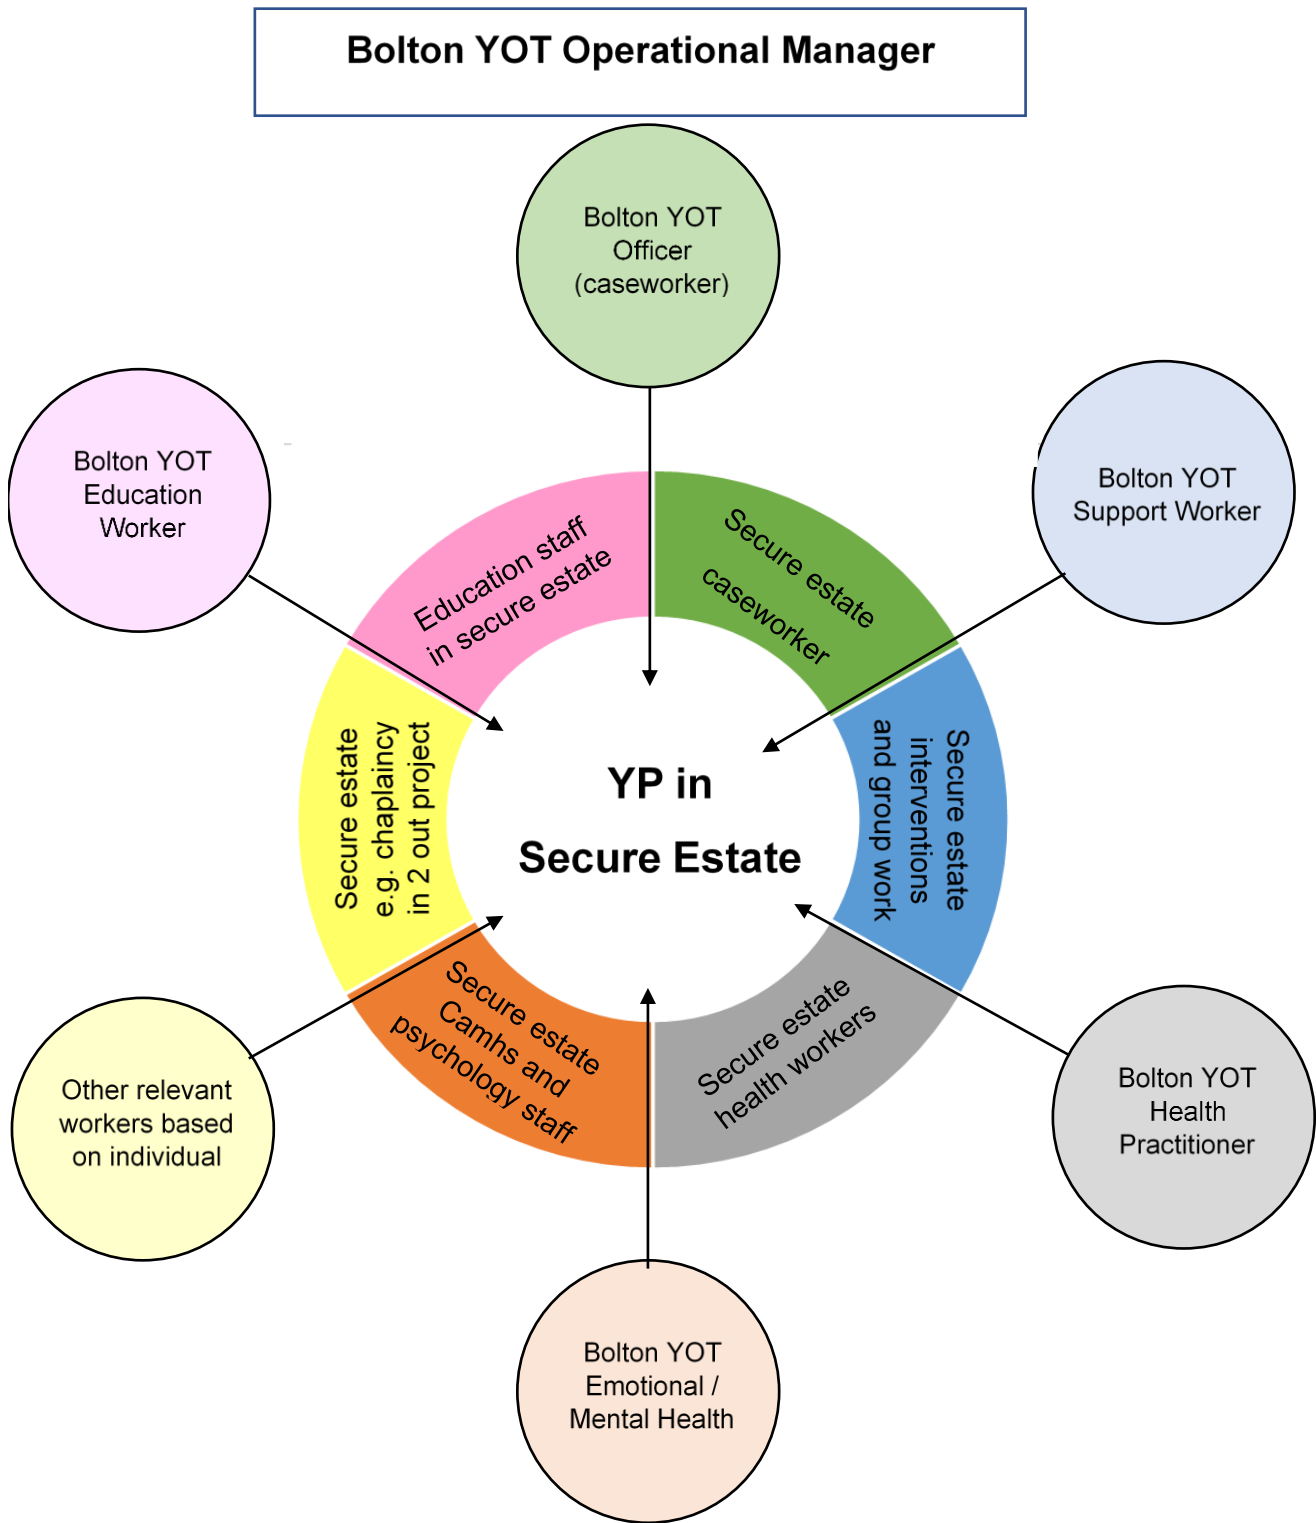 Bolton YOT Operational Manager
Bolton YOT
Officer
(caseworker)
Bolton YOT
Education
Worker
Bolton YOT
Support Worker
Education staff
in secure estate
Secure estate
caseworker
Secure estate
e.g. chaplaincy
in 2 out project
YP in
Secure Estate
Secure estate
interventions
and group work
Secure estate
Camhs and
psychology staff
Secure estate
health workers
Other relevant
workers based
on individual
Bolton YOT
Health
Practitioner
Bolton YOT
Emotional /
Mental Health